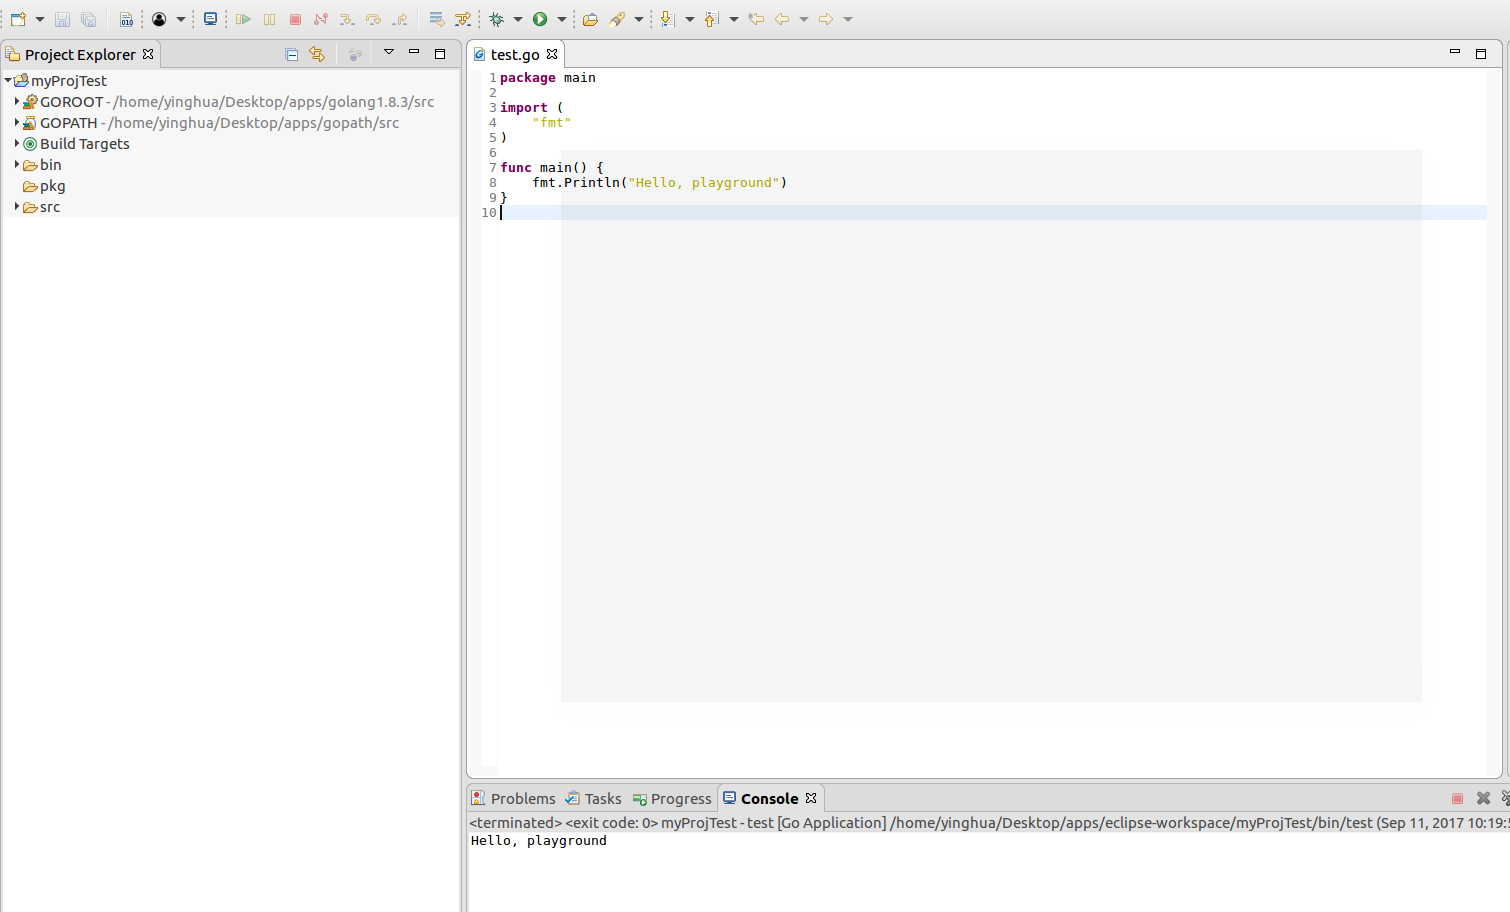 010
Project Explorer
myProjTest
GOROOT - /home/yinghua/Desktop/apps/golang1.8.3/src
GOPATH - /home/yinghua/Desktop/apps/gopath/src
Build Targets
bin
pkg
src
test.go
1 package main
2
3 import (
4 "fmt"
5 )
6
7 func main() {
8 fmt.Println("Hello, playground")
9 }
10
Problems Tasks Progress Console
<terminated> <exit code: 0> myProjTest - test [Go Application] /home/yinghua/Desktop/apps/eclipse-workspace/myProjTest/bin/test (Sep 11, 2017 10:19:
Hello, playground